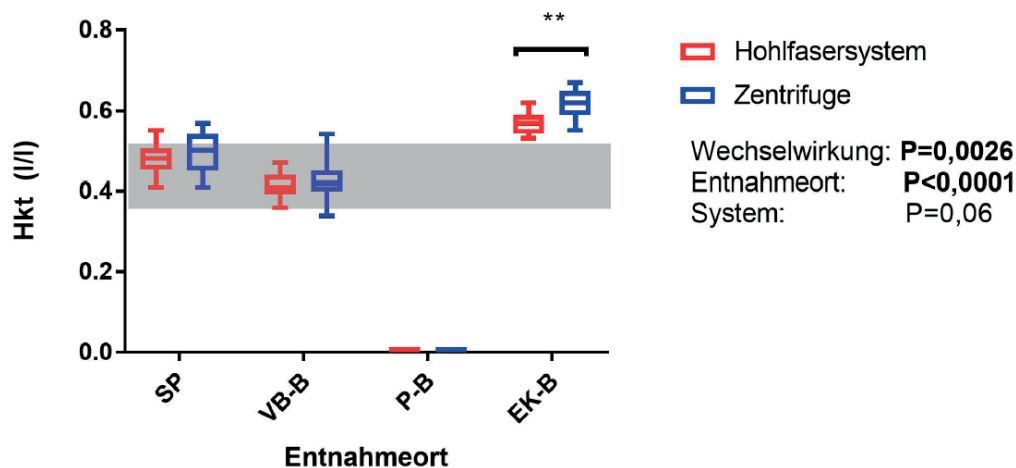 0.8
0.6
0.4
0.2
0.0
Hkt (l/l)
**
SP
VB-B
P-B
EK-B
Entnahmeort
Hohlfasersystem
Zentrifuge
Wechselwirkung: P=0,0026
Entnahmeort: P<0,0001
System: P=0,06